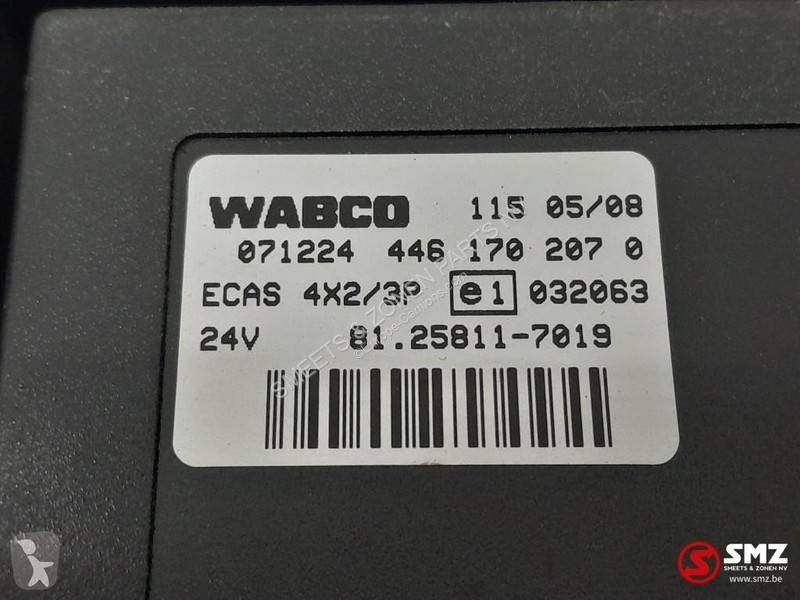 WABCO 115 05/08
071224 446 170 207 0
ECAS 4X2/3P e1 032063
24V 81.25811-7019
SMZ
SMEETS & ZONEN NV
www.smz.be